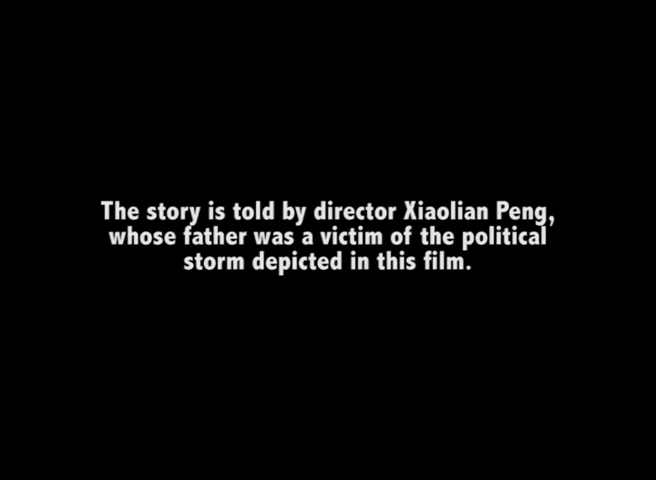 The story is told by director Xiaolian Peng,
whose father was a victim of the political
storm depicted in this film.